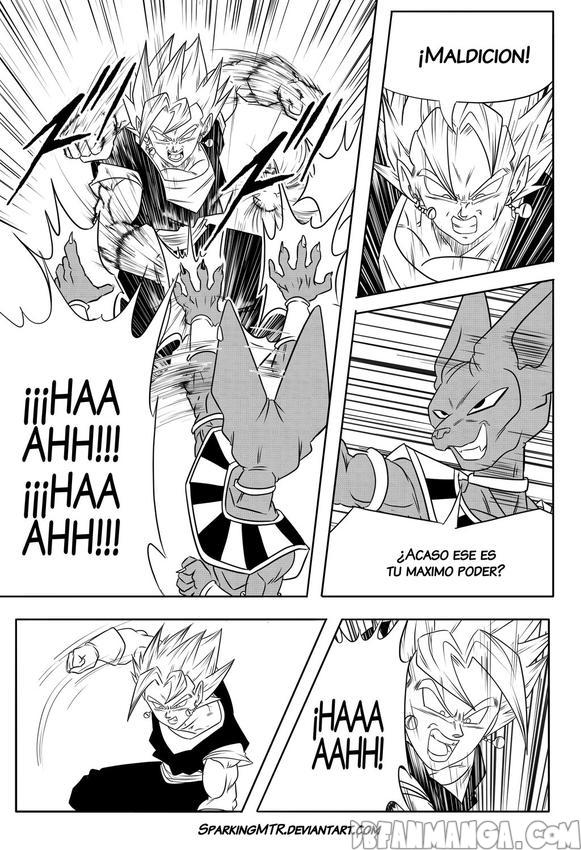 ¡MALDICION!
¡¡¡HAA
AHH!!!
¡¡¡HAA
AHH!!!
¿ACASO ESE ES
TU MAXIMO PODER?
¡HAAA
AAHH!
SPARKINGMTR.DEVIANTART.COM
DBFANMANGA.COM